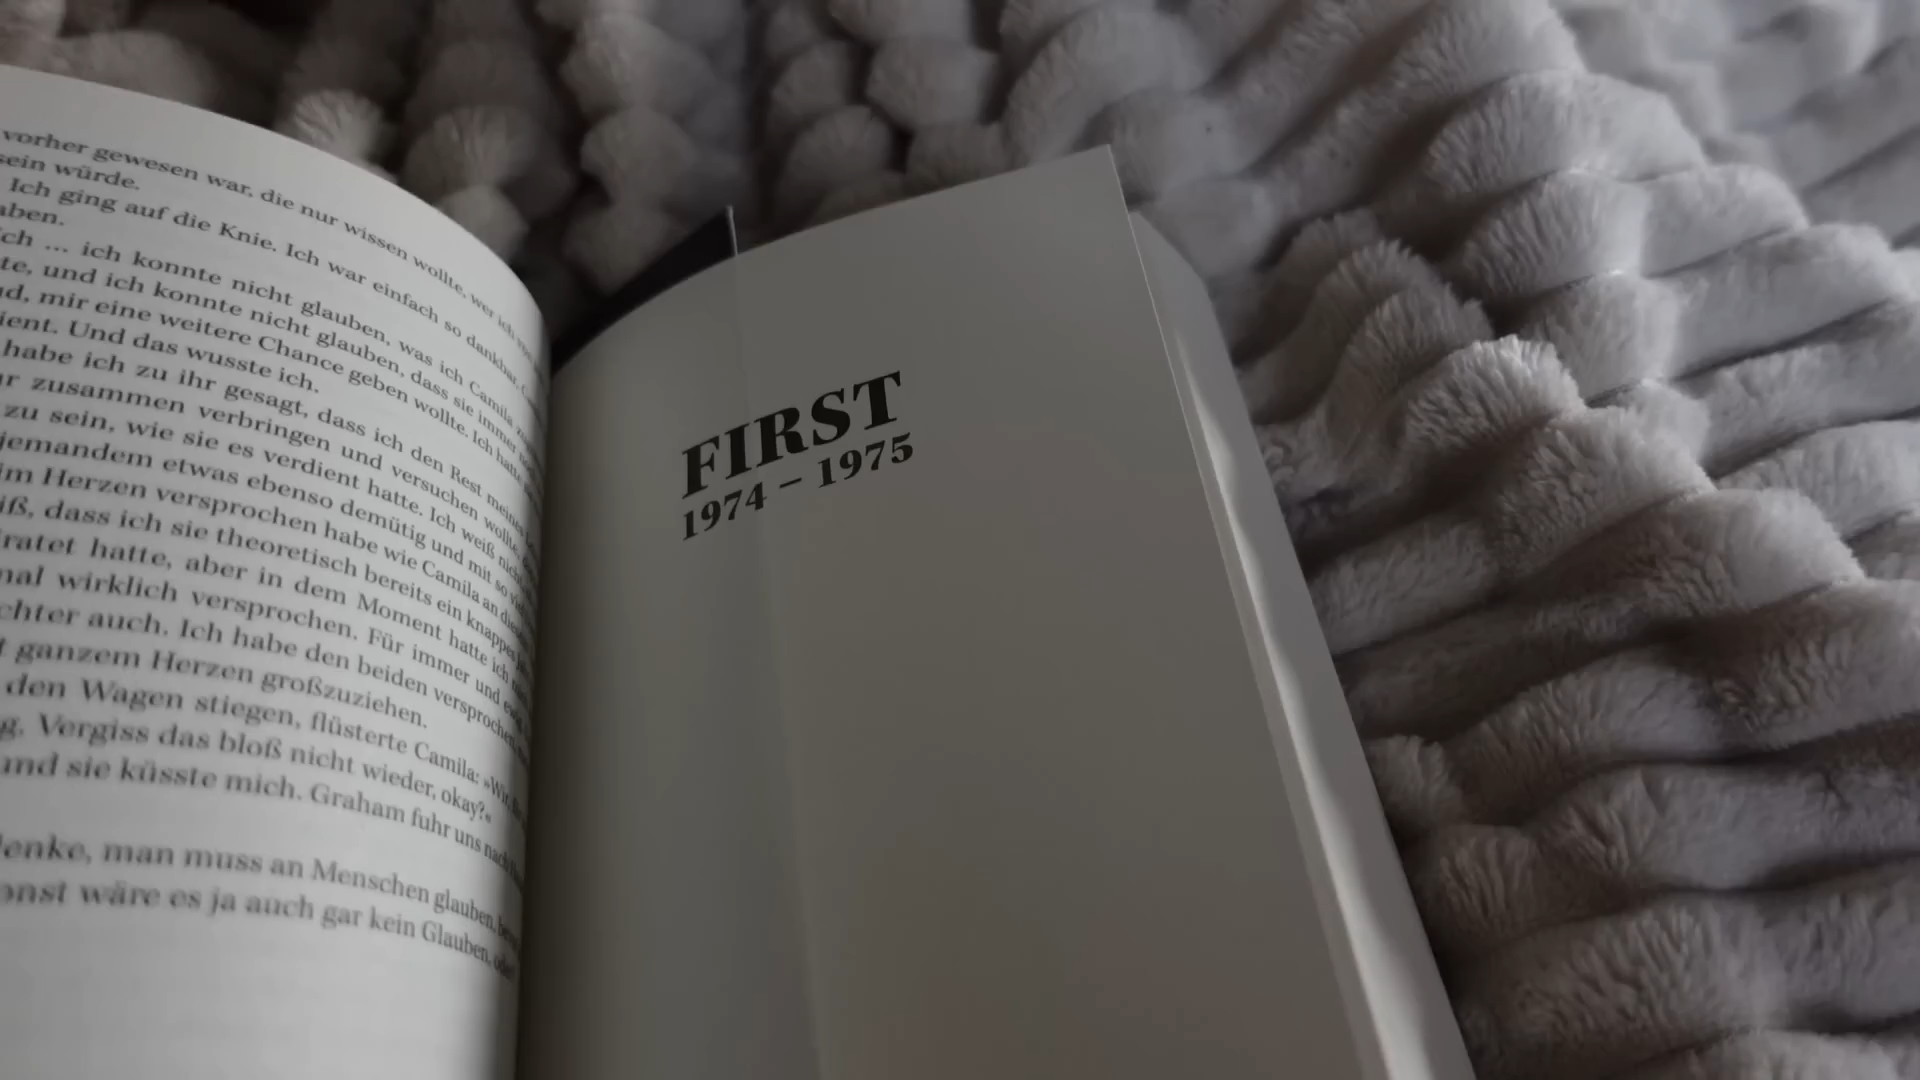 vorher gewesen war, die nur wissen wollte, wer ich
sein würde.
Ich ging auf die Knie. Ich war einfach so dankbar.
aben.
ich ... ich konnte nicht glauben, was ich Camila
te, und ich konnte nicht glauben, dass sie immer
nd, mir eine weitere Chance geben wollte. Ich hatte
ient. Und das wusste ich.
habe ich zu ihr gesagt, dass ich den Rest meines
r zusammen verbringen und versuchen wollte,
zu sein, wie sie es verdient hatte. Ich weiß nicht
jemandem etwas ebenso demütig und mit so
im Herzen versprochen habe wie Camila an
iß, dass ich sie theoretisch bereits ein knappes
ratet hatte, aber in dem Moment hatte ich
nal wirklich versprochen. Für immer und ewig
chter auch. Ich habe den beiden versprochen,
t ganzem Herzen großzuziehen.
den Wagen stiegen, flüsterte Camila: »Wir,
g. Vergiss das bloß nicht wieder, okay?«
und sie küsste mich. Graham fuhr uns nach
denke, man muss an Menschen glauben,
onst wäre es ja auch gar kein Glauben, oder?
FIRST
1974 – 1975